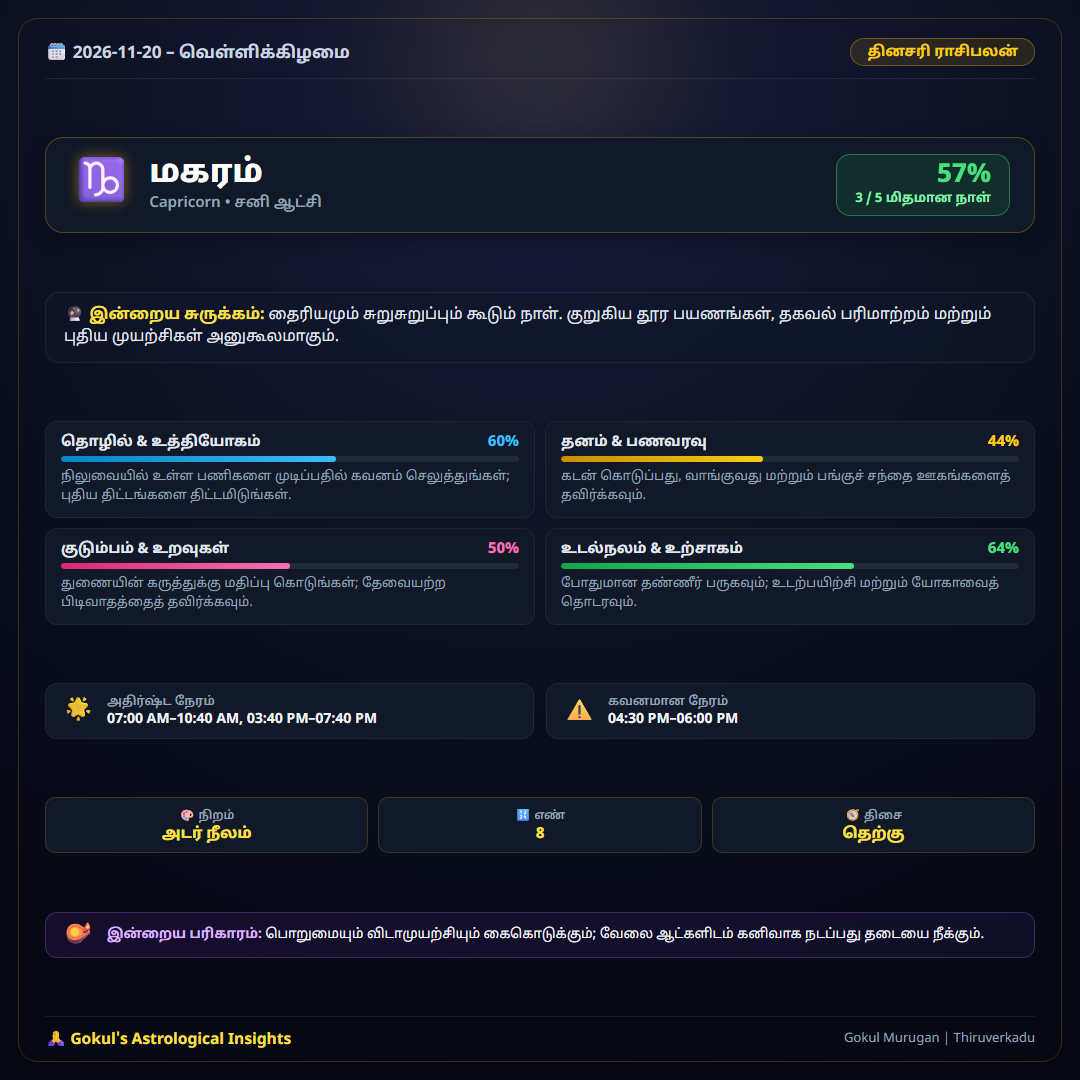 2026-11-20 – வெள்ளிக்கிழமை
தினசரி ராசிபலன்
மகரம்
Capricorn • சனி ஆட்சி
57%
3 / 5 மிதமான நாள்
இன்றைய சுருக்கம்: தைரியமும் சுறுசுறுப்பும் கூடும் நாள். குறுகிய தூர பயணங்கள், தகவல் பரிமாற்றம் மற்றும்
புதிய முயற்சிகள் அனுகூலமாகும்.
தொழில் & உத்தியோகம்
60%
நிலுவையில் உள்ள பணிகளை முடிப்பதில் கவனம் செலுத்துங்கள்;
புதிய திட்டங்களை திட்டமிடுங்கள்.
தனம் & பணவரவு
44%
கடன் கொடுப்பது, வாங்குவது மற்றும் பங்குச் சந்தை ஊகங்களைத்
தவிர்க்கவும்.
குடும்பம் & உறவுகள்
50%
துணையின் கருத்துக்கு மதிப்பு கொடுங்கள்; தேவையற்ற
பிடிவாதத்தைத் தவிர்க்கவும்.
உடல்நலம் & உற்சாகம்
64%
போதுமான தண்ணீர் பருகவும்; உடற்பயிற்சி மற்றும் யோகாவைத்
தொடரவும்.
அதிர்ஷ்ட நேரம்
07:00 AM–10:40 AM, 03:40 PM–07:40 PM
கவனமான நேரம்
04:30 PM–06:00 PM
நிறம்
அடர் நீலம்
எண்
8
திசை
தெற்கு
இன்றைய பரிகாரம்: பொறுமையும் விடாமுயற்சியும் கைகொடுக்கும்; வேலை ஆட்களிடம் கனிவாக நடப்பது தடையை நீக்கும்.
Gokul's Astrological Insights
Gokul Murugan | Thiruverkadu